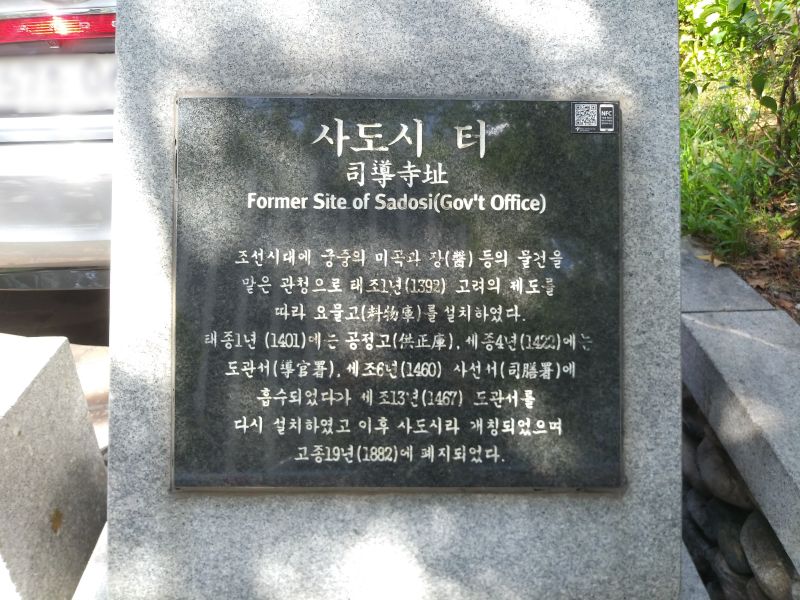 사도시 터
司導寺址
Former Site of Sadosi(Gov't Office)
NFC
조선시대에 궁중의 미곡과 장(醬) 등의 물건을
맡은 관청으로 태조1년(1392) 고려의 제도를
따라 요물고(料物庫)를 설치하였다.
태종1년 (1401)에는 공정고(供正庫), 세종4년(1422)에는
도관서(導官署), 세조6년(1460) 사선서(司膳署)에
흡수되었다가 세조13년(1467) 도관서를
다시 설치하였고 이후 사도시라 개칭되었으며
고종19년(1882)에 폐지되었다.